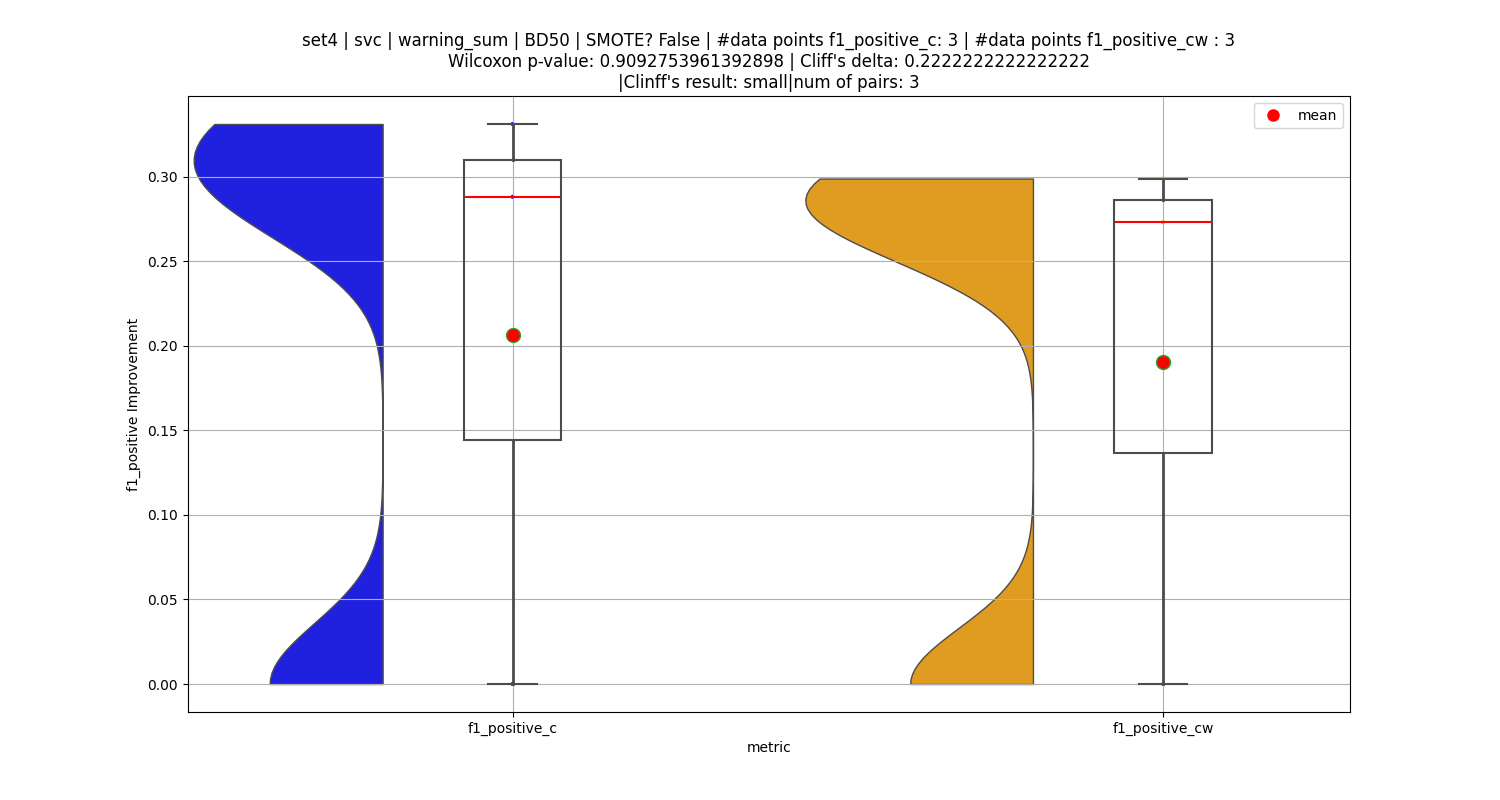 set4 | svc | warning_sum | BD50 | SMOTE? False | #data points f1_positive_c: 3 | #data points f1_positive_cw : 3
Wilcoxon p-value: 0.9092753961392898 | Cliff's delta: 0.2222222222222222
|Clinff's result: small|num of pairs: 3
mean
f1_positive Improvement
0.30
0.25
0.20
0.15
0.10
0.05
0.00
f1_positive_c
f1_positive_cw
metric